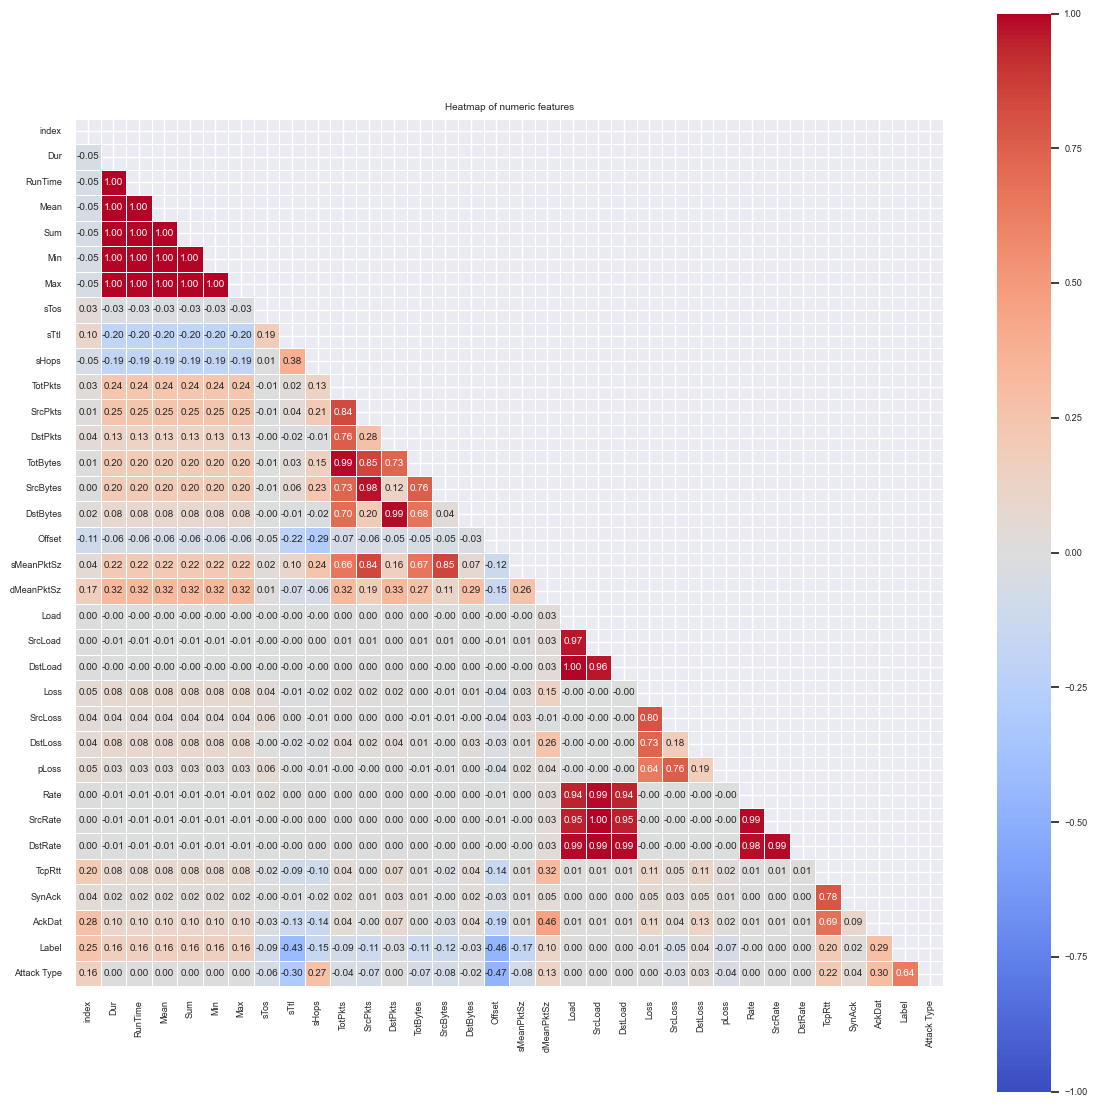 Heatmap of numeric features
index
Dur -0.05
RunTime -0.05 1.00
Mean -0.05 1.00 1.00
Sum -0.05 1.00 1.00 1.00
Min -0.05 1.00 1.00 1.00 1.00
Max -0.05 1.00 1.00 1.00 1.00 1.00
sTos 0.03 -0.03 -0.03 -0.03 -0.03 -0.03 -0.03
sTtl 0.10 -0.20 -0.20 -0.20 -0.20 -0.20 -0.20 0.19
sHops -0.05 -0.19 -0.19 -0.19 -0.19 -0.19 -0.19 0.01 0.38
TotPkts 0.03 0.24 0.24 0.24 0.24 0.24 0.24 -0.01 0.02 0.13
SrcPkts 0.01 0.25 0.25 0.25 0.25 0.25 0.25 -0.01 0.04 0.21 0.84
DstPkts 0.04 0.13 0.13 0.13 0.13 0.13 0.13 -0.00 -0.02 -0.01 0.76 0.28
TotBytes 0.01 0.20 0.20 0.20 0.20 0.20 0.20 -0.01 0.03 0.15 0.99 0.85 0.73
SrcBytes 0.00 0.20 0.20 0.20 0.20 0.20 0.20 -0.01 0.06 0.23 0.73 0.98 0.12 0.76
DstBytes 0.02 0.08 0.08 0.08 0.08 0.08 0.08 -0.00 -0.01 -0.02 0.70 0.20 0.99 0.68 0.04
Offset -0.11 -0.06 -0.06 -0.06 -0.06 -0.06 -0.06 -0.05 -0.22 -0.29 -0.07 -0.06 -0.05 -0.05 -0.05 -0.03
sMeanPktSz 0.04 0.22 0.22 0.22 0.22 0.22 0.22 0.02 0.10 0.24 0.66 0.84 0.16 0.67 0.85 0.07 -0.12
dMeanPktSz 0.17 0.32 0.32 0.32 0.32 0.32 0.32 0.01 -0.07 -0.06 0.32 0.19 0.33 0.27 0.11 0.29 -0.15 0.26
Load 0.00 -0.00 -0.00 -0.00 -0.00 -0.00 -0.00 -0.00 -0.00 -0.00 0.00 0.00 0.00 0.00 0.00 0.00 -0.00 -0.00 0.03
SrcLoad 0.00 -0.01 -0.01 -0.01 -0.01 -0.01 -0.01 -0.00 -0.00 0.00 0.01 0.01 0.00 0.01 0.01 0.00 -0.01 0.01 0.03 0.97
DstLoad 0.00 -0.00 -0.00 -0.00 -0.00 -0.00 -0.00 -0.00 -0.00 -0.00 0.00 0.00 0.00 0.00 -0.00 0.00 -0.00 -0.00 0.03 1.00 0.96
Loss 0.05 0.08 0.08 0.08 0.08 0.08 0.08 0.04 -0.01 -0.02 0.02 0.02 0.02 0.00 -0.01 0.01 -0.04 0.03 0.15 -0.00 -0.00 -0.00
SrcLoss 0.04 0.04 0.04 0.04 0.04 0.04 0.04 0.06 0.00 -0.01 0.00 0.00 0.00 -0.01 -0.01 -0.00 -0.04 0.03 -0.01 -0.00 -0.00 -0.00 0.80
DstLoss 0.04 0.08 0.08 0.08 0.08 0.08 0.08 -0.00 -0.02 -0.02 0.04 0.02 0.04 0.01 -0.00 0.03 -0.03 0.01 0.26 -0.00 -0.00 -0.00 0.73 0.18
pLoss 0.05 0.03 0.03 0.03 0.03 0.03 0.03 0.06 -0.00 -0.01 -0.00 -0.00 0.00 -0.01 -0.01 0.00 -0.04 0.02 0.04 -0.00 -0.00 -0.00 0.64 0.76 0.19
Rate 0.00 -0.01 -0.01 -0.01 -0.01 -0.01 -0.01 0.02 0.00 0.00 0.00 0.00 0.00 0.00 0.00 0.00 -0.01 0.00 0.03 0.94 0.99 0.94 -0.00 -0.00 -0.00 -0.00
SrcRate 0.00 -0.01 -0.01 -0.01 -0.01 -0.01 -0.01 0.00 0.00 0.00 0.00 0.00 0.00 0.00 0.00 0.00 -0.01 -0.00 0.03 0.95 1.00 0.95 -0.00 -0.00 -0.00 -0.00 0.99
DstRate 0.00 -0.01 -0.01 -0.01 -0.01 -0.01 -0.01 0.00 0.00 0.00 0.00 0.00 0.00 0.00 0.00 0.00 -0.00 -0.00 0.03 0.99 0.99 0.99 -0.00 -0.00 -0.00 -0.00 0.98 0.99
TcpRtt 0.20 0.08 0.08 0.08 0.08 0.08 0.08 -0.02 -0.09 -0.10 0.04 0.00 0.07 0.01 -0.02 0.04 -0.14 0.01 0.32 0.01 0.01 0.01 0.11 0.05 0.11 0.02 0.01 0.01 0.01
SynAck 0.04 0.02 0.02 0.02 0.02 0.02 0.02 -0.00 -0.01 -0.02 0.02 0.01 0.03 0.01 -0.00 0.02 -0.03 0.01 0.05 0.01 0.01 0.01 0.05 0.03 0.05 0.01 0.01 0.01 0.00 0.78
AckDat 0.28 0.10 0.10 0.10 0.10 0.10 0.10 -0.03 -0.13 -0.14 0.04 -0.00 0.07 0.00 -0.03 0.04 -0.19 0.01 0.46 0.01 0.01 0.01 0.11 0.04 0.13 0.02 0.01 0.01 0.01 0.69 0.09
Label 0.25 0.16 0.16 0.16 0.16 0.16 0.16 -0.09 -0.43 -0.15 -0.09 -0.11 -0.03 -0.11 -0.12 -0.03 -0.46 -0.17 0.10 0.00 0.00 0.00 -0.01 -0.05 0.04 -0.07 -0.00 0.00 0.00 0.20 0.02 0.29
Attack Type 0.16 0.00 0.00 0.00 0.00 0.00 0.00 -0.06 -0.30 0.27 -0.04 -0.07 0.00 -0.07 -0.08 -0.02 -0.47 -0.08 0.13 0.00 0.00 0.00 0.00 -0.03 0.03 -0.04 0.00 0.00 0.00 0.22 0.04 0.30 0.64
index Dur RunTime Mean Sum Min Max sTos sTtl sHops TotPkts SrcPkts DstPkts TotBytes SrcBytes DstBytes Offset sMeanPktSz dMeanPktSz Load SrcLoad DstLoad Loss SrcLoss DstLoss pLoss Rate SrcRate DstRate TcpRtt SynAck AckDat Label Attack Type
1.00
0.75
0.50
0.25
0.00
−0.25
−0.50
−0.75
−1.00